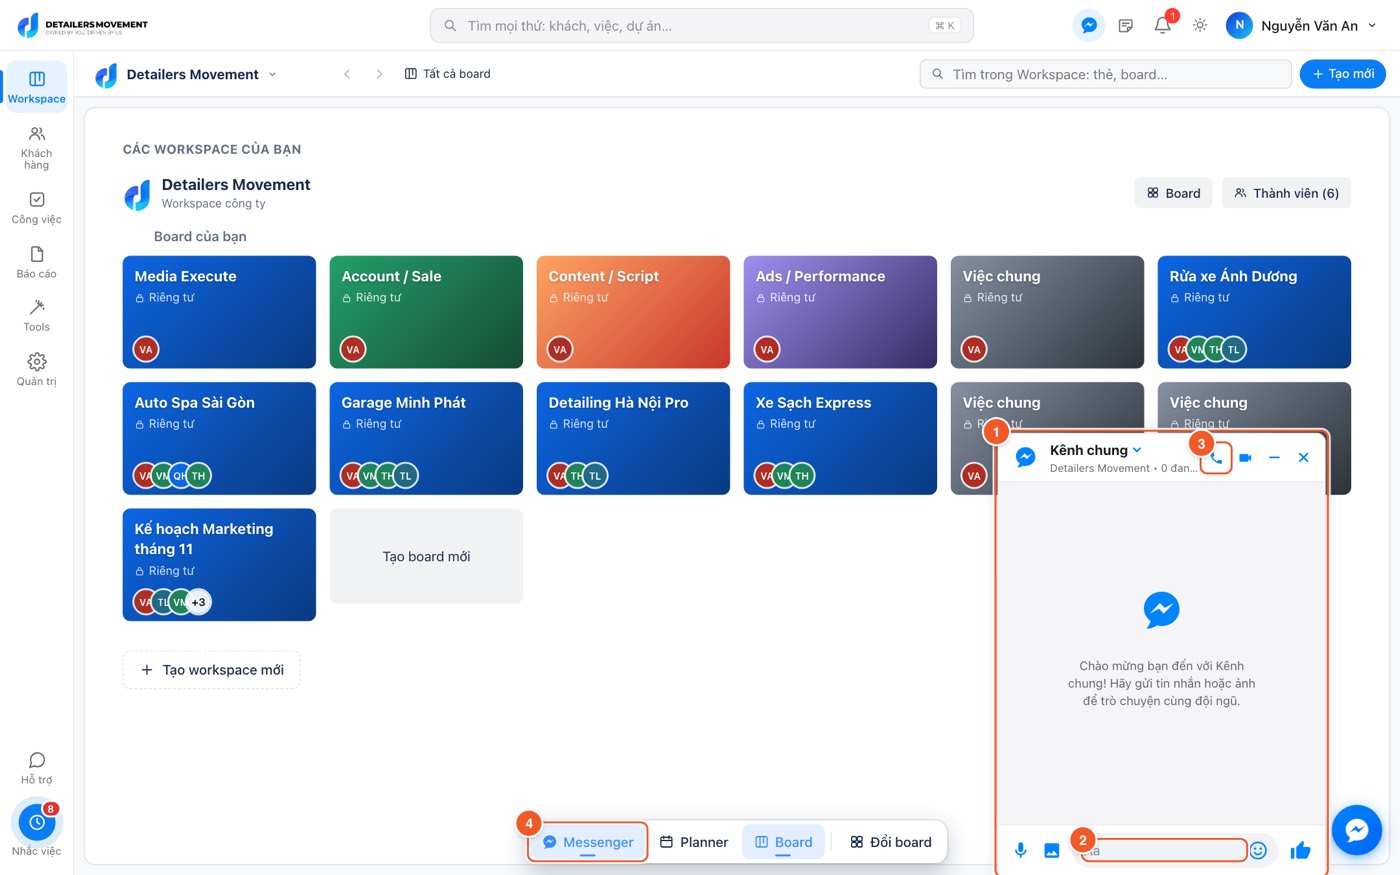 DETAILERS MOVEMENT
OWNED BY YOU, DRIVEN BY US
Tìm mọi thứ: khách, việc, dự án...
⌘ K
1
N
Nguyễn Văn An
Workspace
Khách hàng
Công việc
Báo cáo
Tools
Quản trị
Hỗ trợ
8
Nhắc việc
Detailers Movement
Tất cả board
Tìm trong Workspace: thẻ, board...
+ Tạo mới
CÁC WORKSPACE CỦA BẠN
Detailers Movement
Workspace công ty
Board
Thành viên (6)
Board của bạn
Media Execute
Riêng tư
VA
Account / Sale
Riêng tư
VA
Content / Script
Riêng tư
VA
Ads / Performance
Riêng tư
VA
Việc chung
Riêng tư
VA
Rửa xe Ánh Dương
Riêng tư
VA VN TH TL
Auto Spa Sài Gòn
Riêng tư
VA VN QH TH
Garage Minh Phát
Riêng tư
VA VN TH TL
Detailing Hà Nội Pro
Riêng tư
VA TH TL
Xe Sạch Express
Riêng tư
VA VN TH
Việc chung
Riêng tư
VA
Việc chung
Riêng tư
Kế hoạch Marketing
tháng 11
Riêng tư
VA TL VN +3
Tạo board mới
+ Tạo workspace mới
1
Kênh chung
3
Detailers Movement • 0 đan...
Chào mừng bạn đến với Kênh
chung! Hãy gửi tin nhắn hoặc ảnh
để trò chuyện cùng đội ngũ.
2
Aa
4
Messenger
Planner
Board
Đổi board